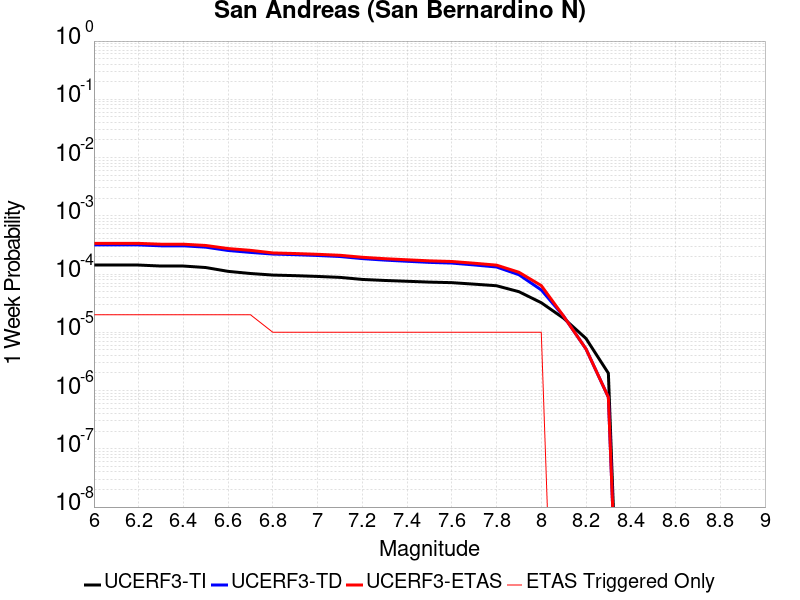 San Andreas (San Bernardino N)
10^0
10^-1
10^-2
10^-3
10^-4
10^-5
10^-6
10^-7
10^-8
1 Week Probability
6 6.2 6.4 6.6 6.8 7 7.2 7.4 7.6 7.8 8 8.2 8.4 8.6 8.8 9
Magnitude
UCERF3-TI UCERF3-TD UCERF3-ETAS ETAS Triggered Only